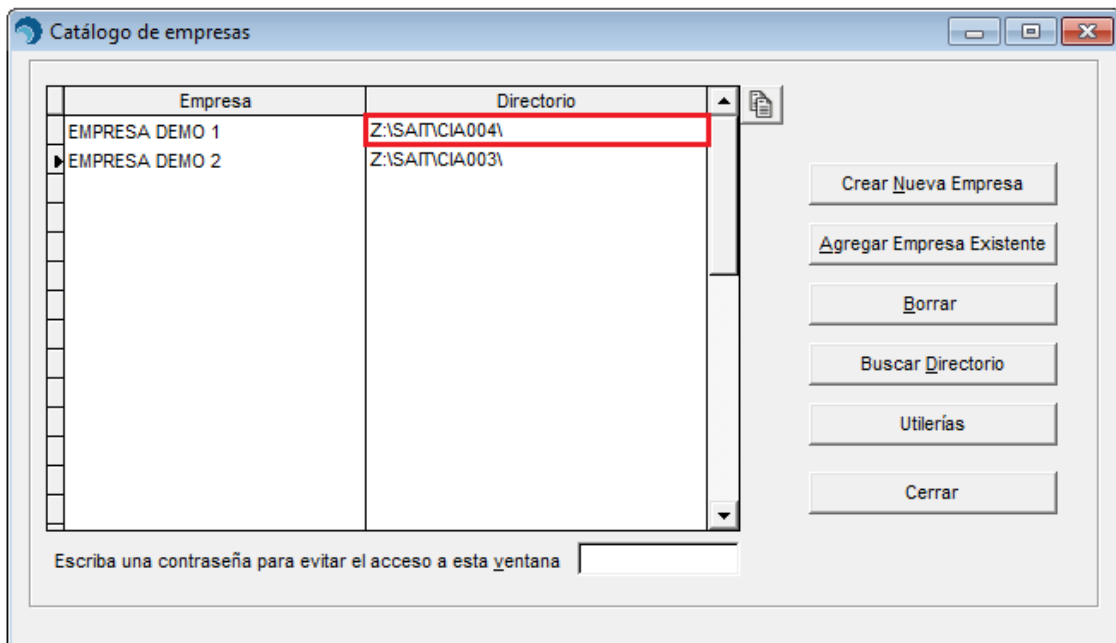 Catálogo de empresas
Empresa Directorio
EMPRESA DEMO 1 Z:\SAIT\CIA004\
EMPRESA DEMO 2 Z:\SAIT\CIA003\
Crear Nueva Empresa
Agregar Empresa Existente
Borrar
Buscar Directorio
Utilerías
Cerrar
Escriba una contraseña para evitar el acceso a esta ventana